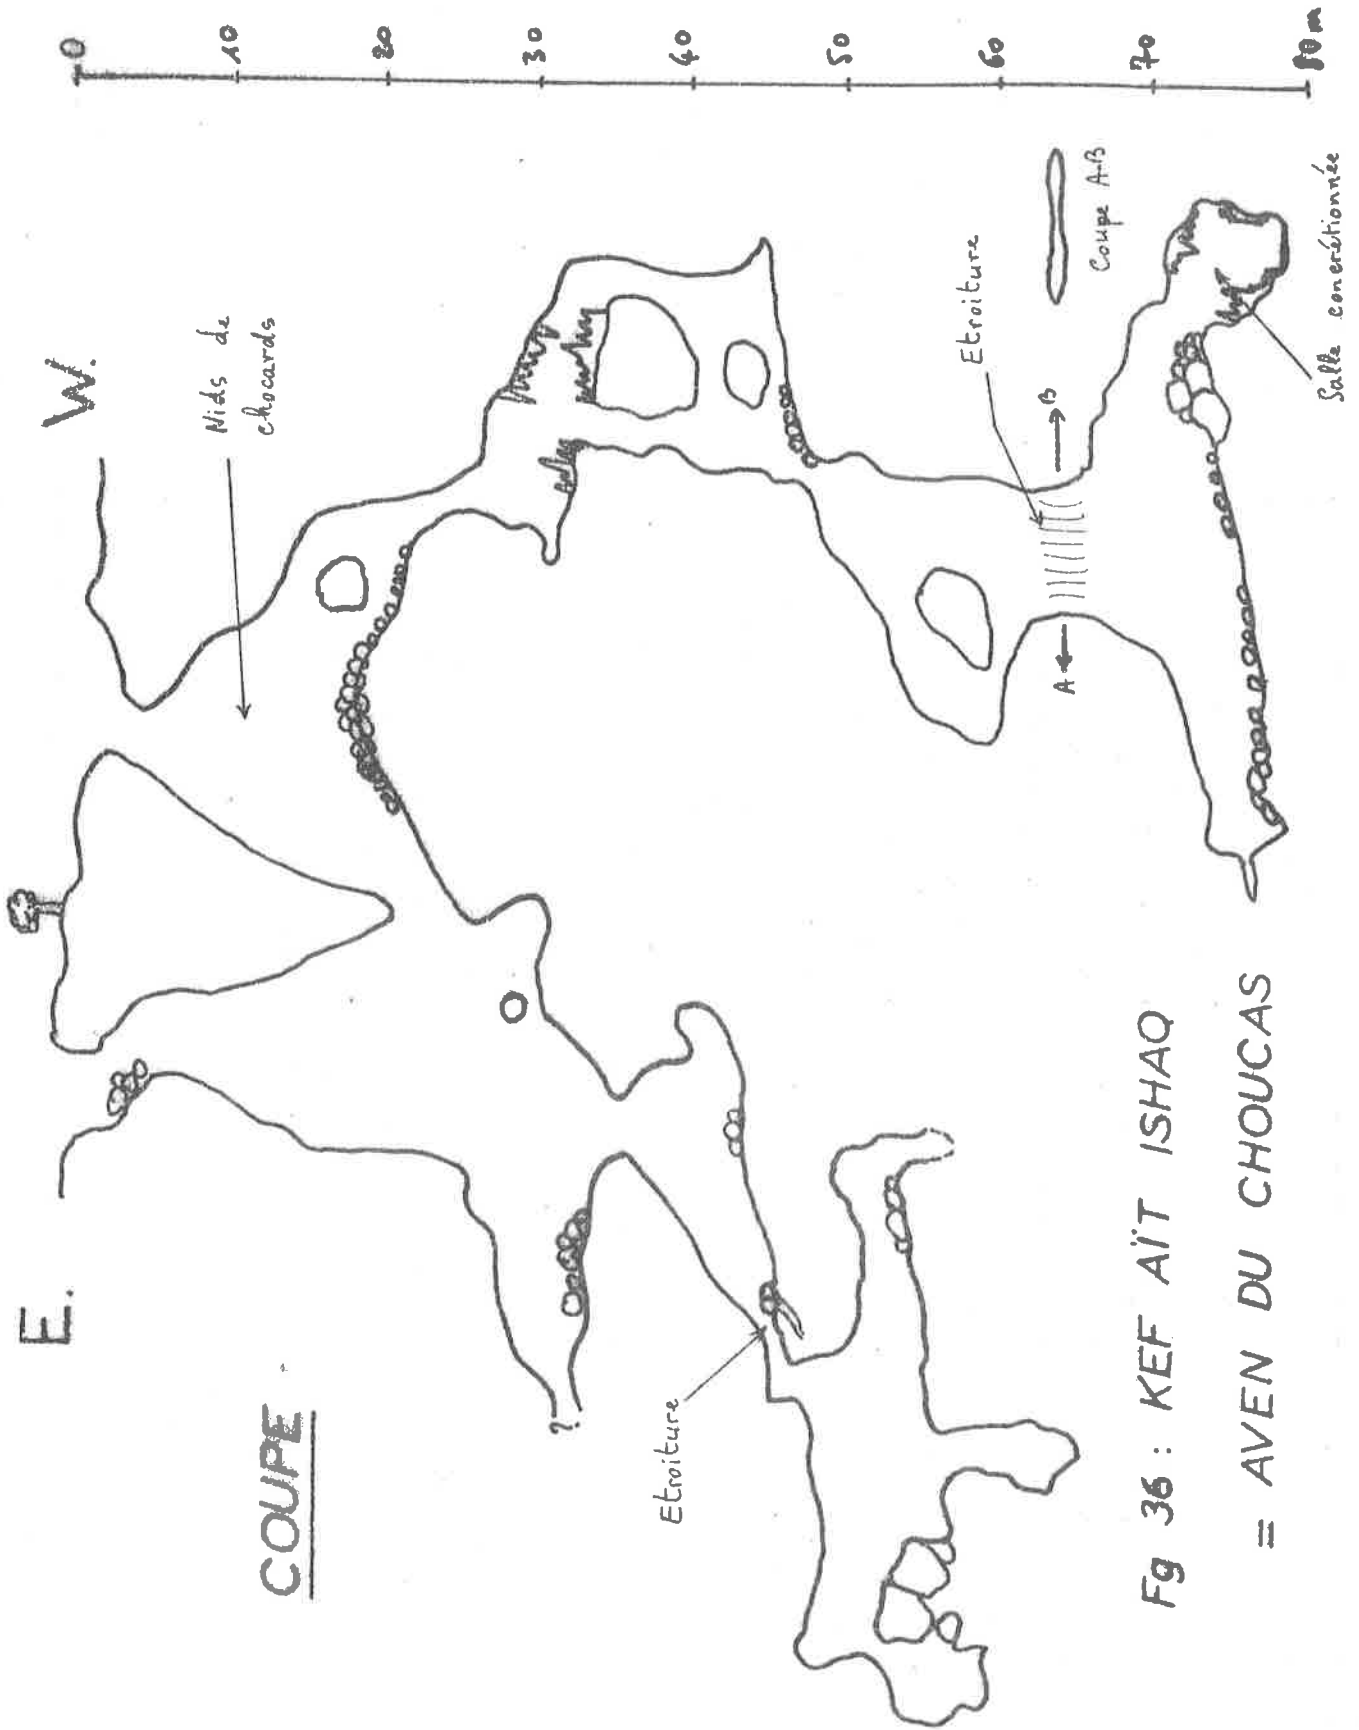 E.
W.
COUPE
Nids de
chocards
0
10
20
30
40
50
60
70
80 m
Etroiture
Etroiture
A
B
Coupe A-B
Salle concrétionnée
?
Fg 36 : KEF AÏT ISHAQ
= AVEN DU CHOUCAS